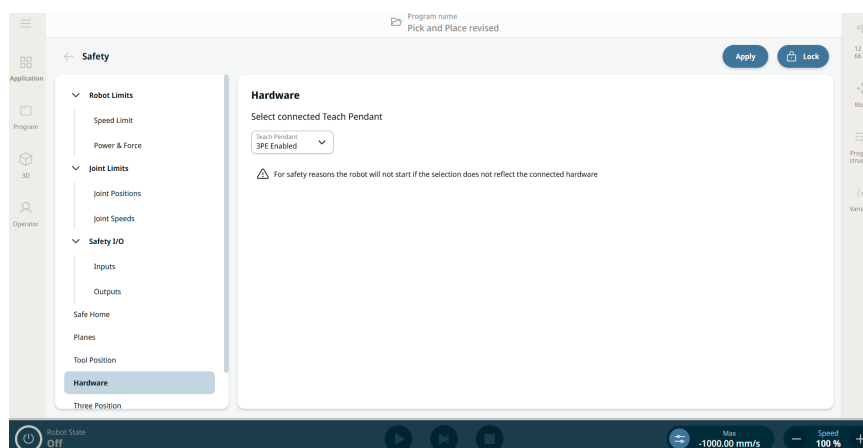 Program name
Pick and Place revised
Application
Program
3D
Operator
Safety
Apply
Lock
Robot Limits
Speed Limit
Power & Force
Joint Limits
Joint Positions
Joint Speeds
Safety I/O
Inputs
Outputs
Safe Home
Planes
Tool Position
Hardware
Three Position
Hardware
Select connected Teach Pendant
Teach Pendant
3PE Enabled
For safety reasons the robot will not start if the selection does not reflect the connected hardware
12
66
Robot State
Off
Max
-1000.00 mm/s
Speed
100 %